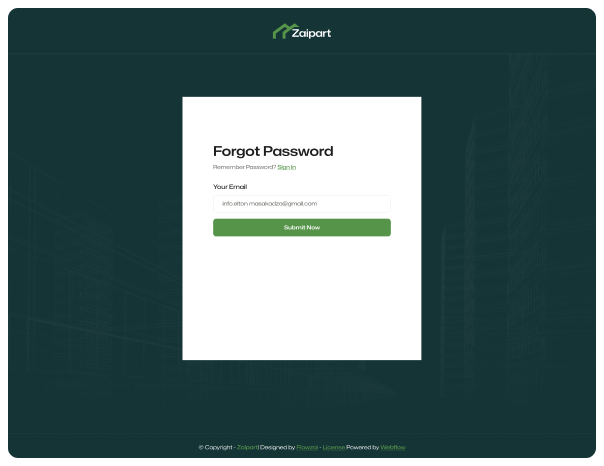 Zaipart
Forgot Password
Remember Password? Sign In
Your Email
info.elton masakadza@gmail.com
Submit Now
© Copyright - Zaipart| Designed by Flowzai - License Powered by Webflow